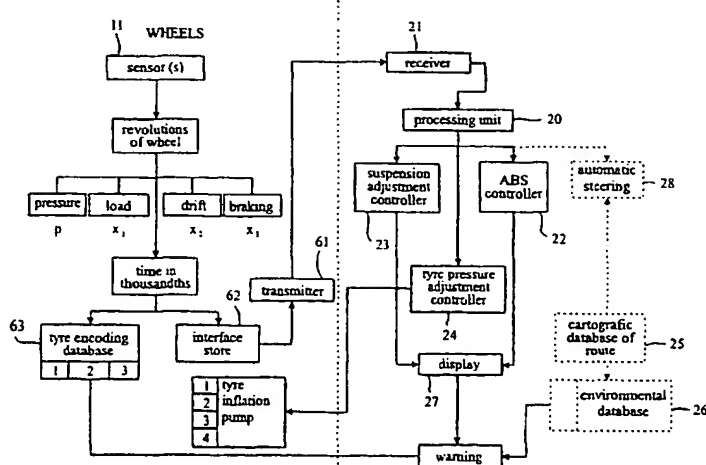 11
WHEELS
sensor(s)
revolutions
of wheel
pressure
load
drift
braking
p
x₁
x₂
x₃
time in
thousandths
63
tyre encoding
database
1 2 3
62
interface
store
61
transmitter
1
2
3
4
tyre
inflation
pump
21
receiver
processing unit
20
suspension
adjustment
controller
23
ABS
controller
22
automatic
steering
28
tyre pressure
adjustment
controller
24
cartografic
database of
route
25
display
27
environmental
database
26
warning